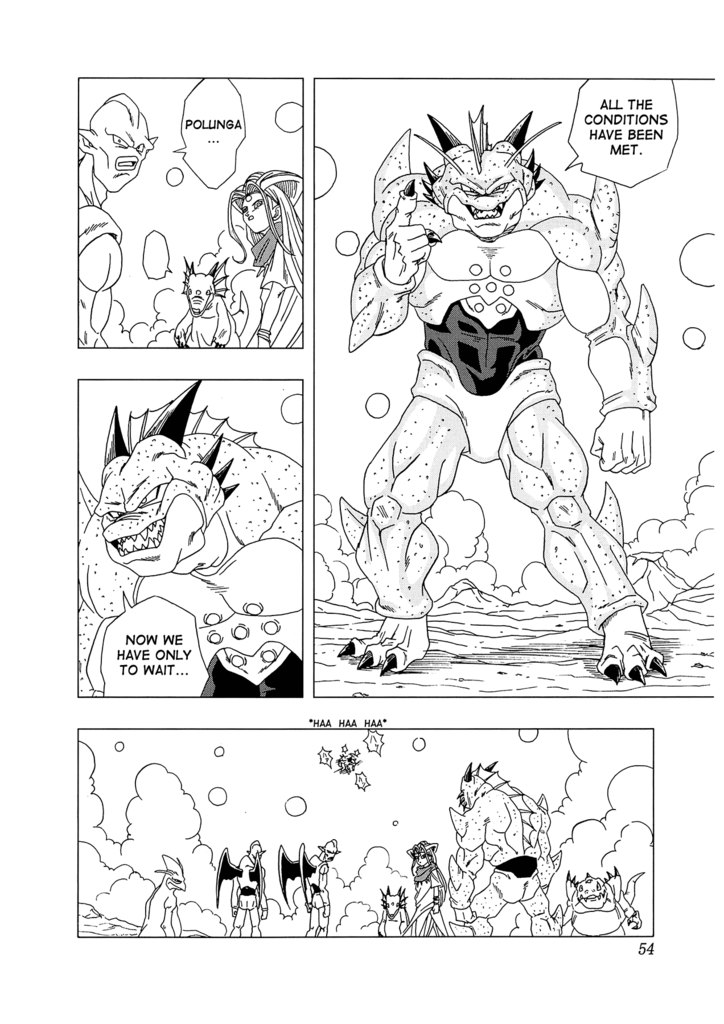 POLUNGA
...
ALL THE
CONDITIONS
HAVE BEEN
MET.
NOW WE
HAVE ONLY
TO WAIT...
*HAA HAA HAA*
54